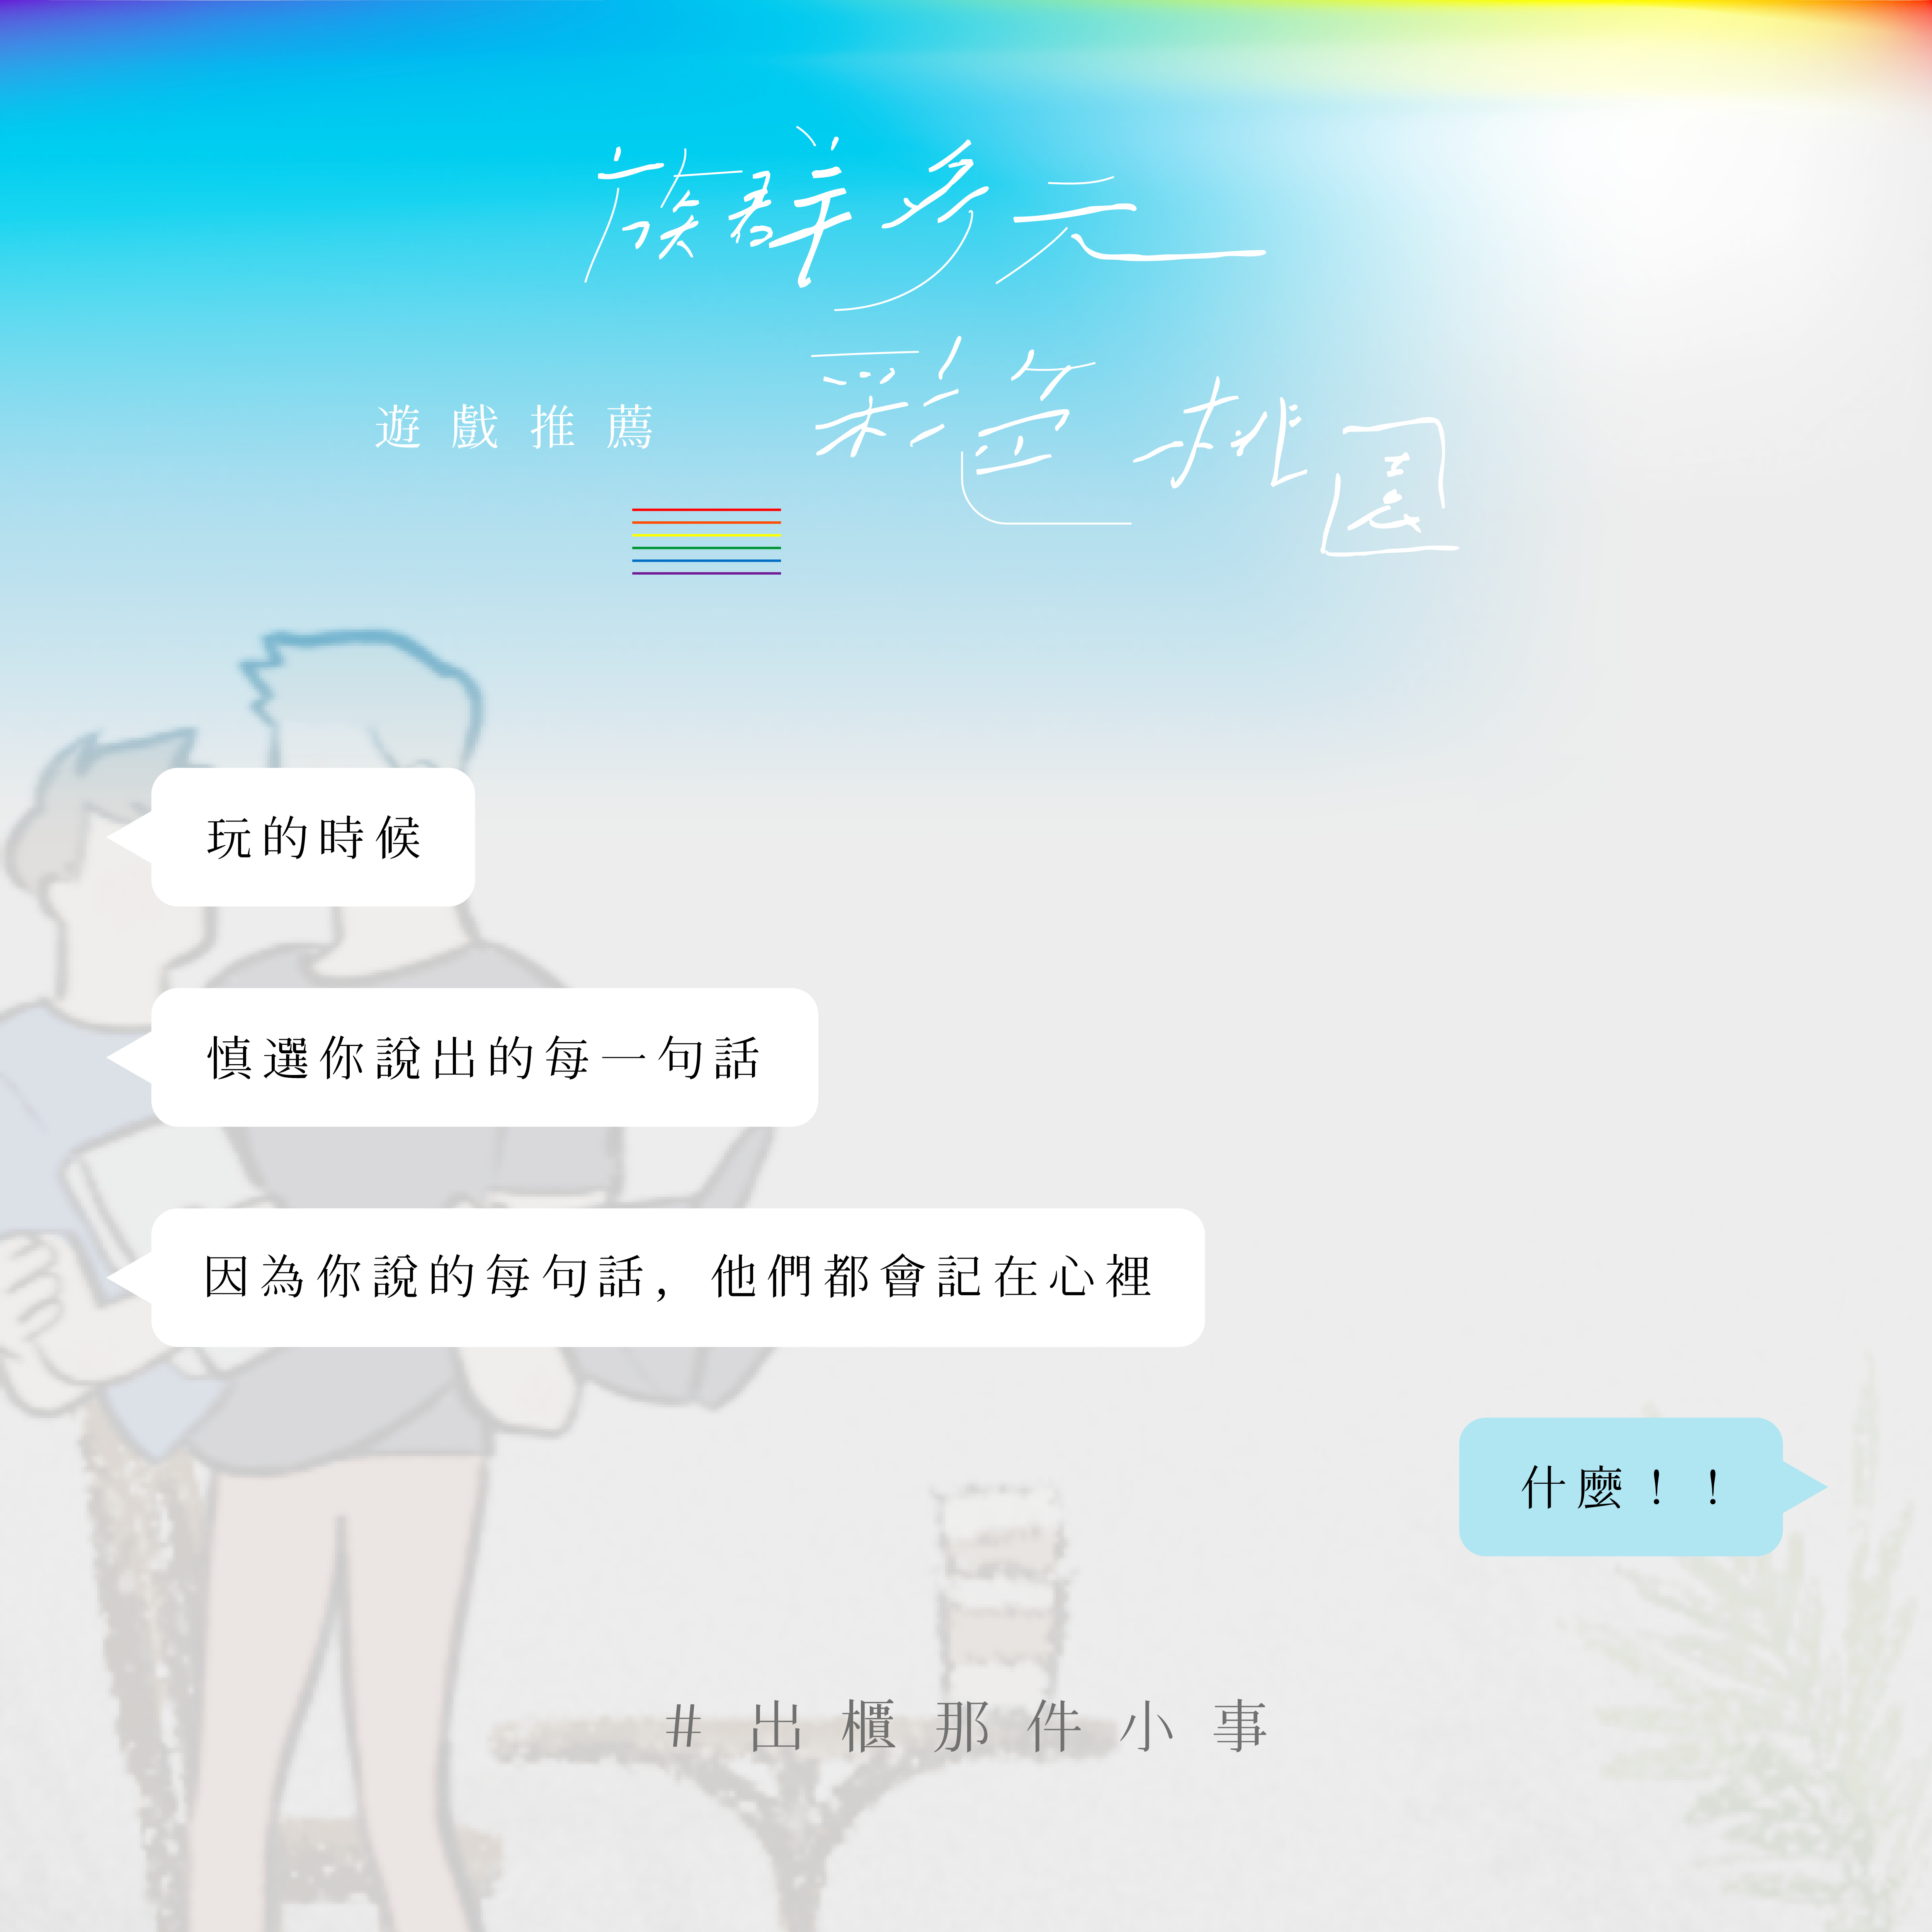 族群多元
彩色桃園
遊戲推薦
玩的時候
慎選你說出的每一句話
因為你說的每句話，他們都會記在心裡
什麼！！
#出櫃那件小事